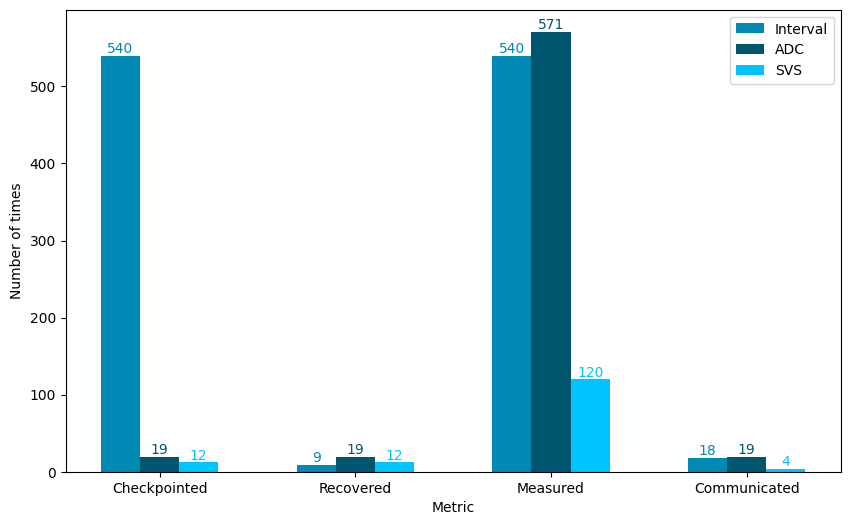 Number of times
500
400
300
200
100
0
540
19
12
9
19
12
540
571
120
18
19
4
Interval
ADC
SVS
Checkpointed
Recovered
Measured
Communicated
Metric